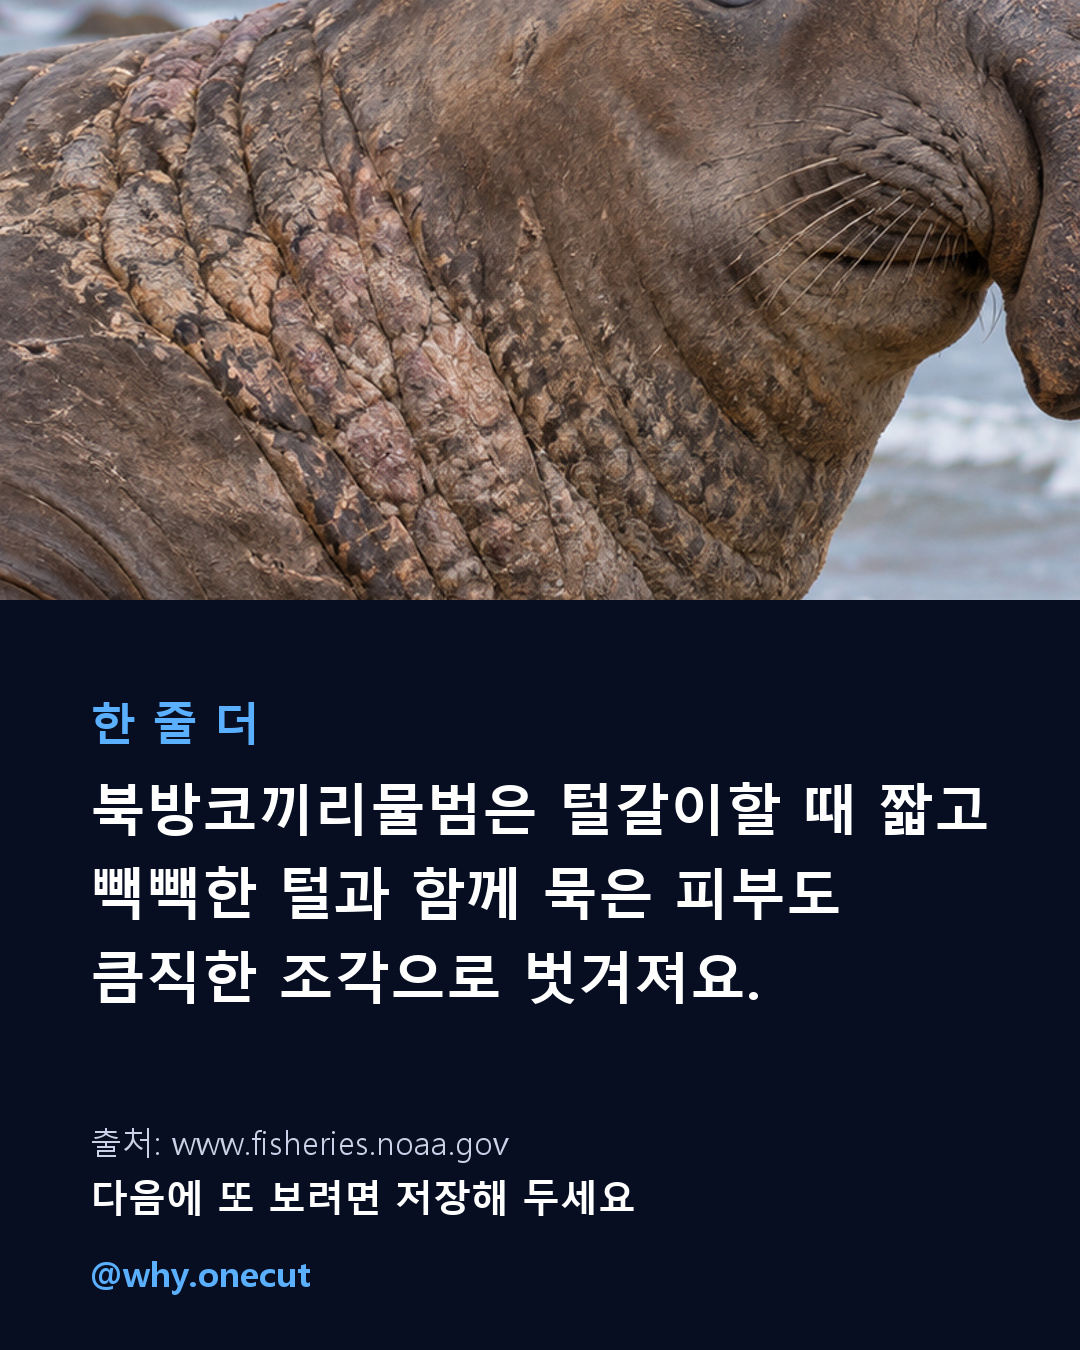 한 줄 더
북방코끼리물범은 털갈이할 때 짧고
빽빽한 털과 함께 묵은 피부도
큼직한 조각으로 벗겨져요.
출처: www.fisheries.noaa.gov
다음에 또 보려면 저장해 두세요
@why.onecut